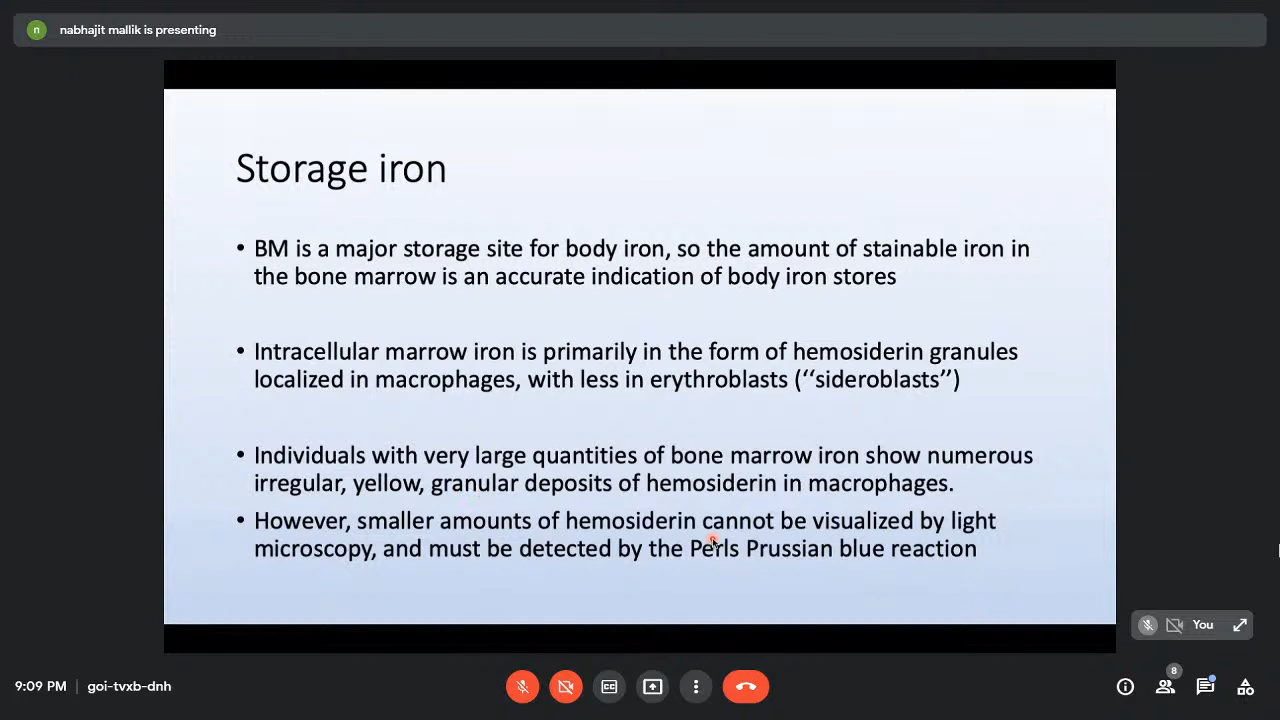 n nabhajit mallik is presenting
Storage iron
• BM is a major storage site for body iron, so the amount of stainable iron in
the bone marrow is an accurate indication of body iron stores
• Intracellular marrow iron is primarily in the form of hemosiderin granules
localized in macrophages, with less in erythroblasts (‘‘sideroblasts’’)
• Individuals with very large quantities of bone marrow iron show numerous
irregular, yellow, granular deposits of hemosiderin in macrophages.
• However, smaller amounts of hemosiderin cannot be visualized by light
microscopy, and must be detected by the Perls Prussian blue reaction
You
9:09 PM | goi-tvxb-dnh
8